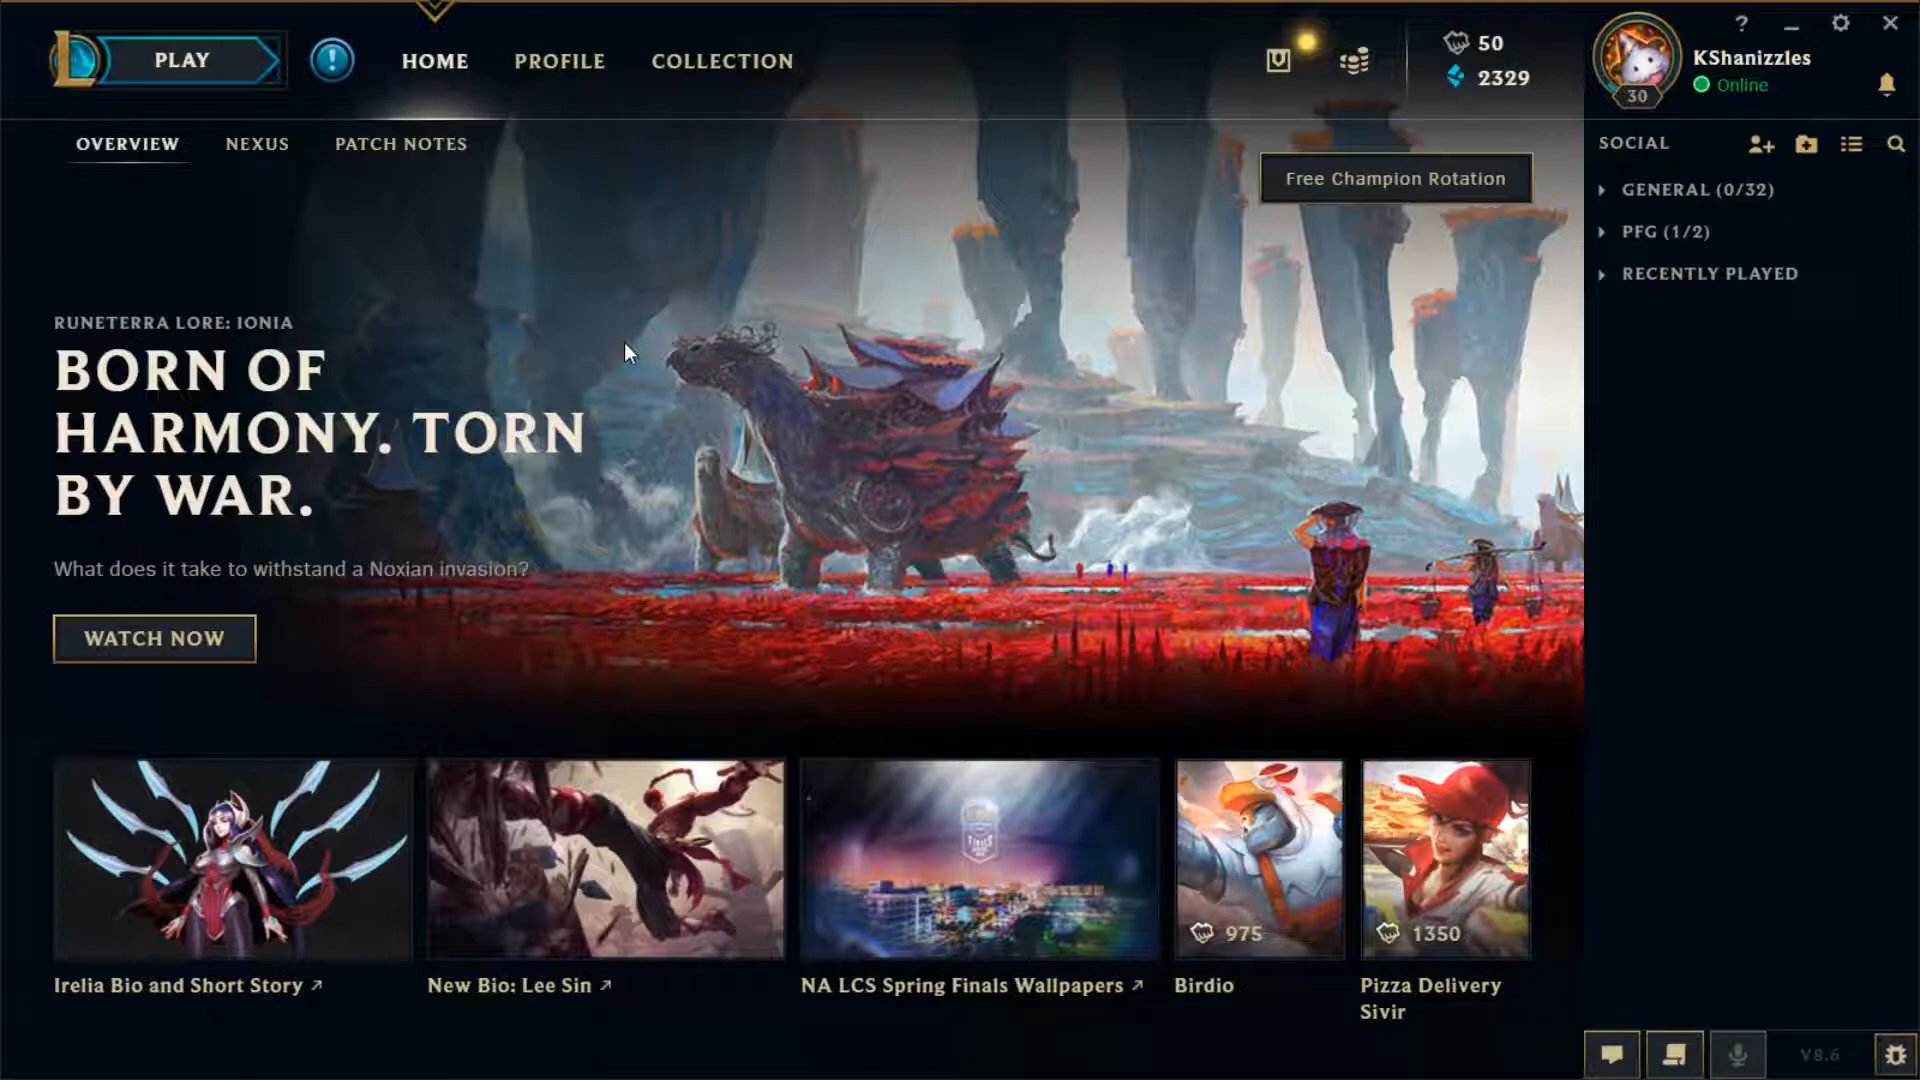 PLAY
HOME
PROFILE
COLLECTION
50
2329
30
KShanizzles
Online
OVERVIEW
NEXUS
PATCH NOTES
Free Champion Rotation
SOCIAL
GENERAL (0/32)
PFG (1/2)
RECENTLY PLAYED
RUNETERRA LORE: IONIA
BORN OF
HARMONY. TORN
BY WAR.
What does it take to withstand a Noxian invasion?
WATCH NOW
FINALS
975
1350
Irelia Bio and Short Story
New Bio: Lee Sin
NA LCS Spring Finals Wallpapers
Birdio
Pizza Delivery
Sivir
V8.6